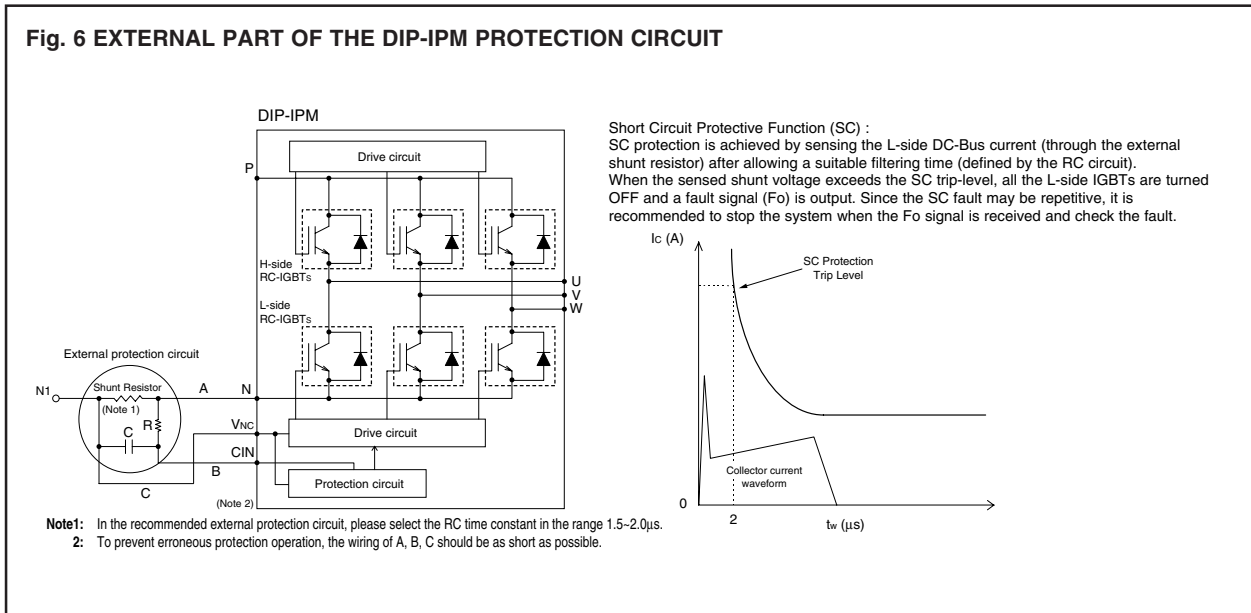 Fig. 6 EXTERNAL PART OF THE DIP-IPM PROTECTION CIRCUIT
DIP-IPM
Drive circuit
P
H-side
RC-IGBTs
U
V
W
L-side
RC-IGBTs
External protection circuit
N1
Shunt Resistor
(Note 1)
A
N
R
C
VNC
Drive circuit
CIN
B
C
Protection circuit
(Note 2)
Short Circuit Protective Function (SC) :
SC protection is achieved by sensing the L-side DC-Bus current (through the external
shunt resistor) after allowing a suitable filtering time (defined by the RC circuit).
When the sensed shunt voltage exceeds the SC trip-level, all the L-side IGBTs are turned
OFF and a fault signal (Fo) is output. Since the SC fault may be repetitive, it is
recommended to stop the system when the Fo signal is received and check the fault.
IC (A)
SC Protection
Trip Level
Collector current
waveform
0
2
tw (μs)
Note1: In the recommended external protection circuit, please select the RC time constant in the range 1.5~2.0μs.
2: To prevent erroneous protection operation, the wiring of A, B, C should be as short as possible.